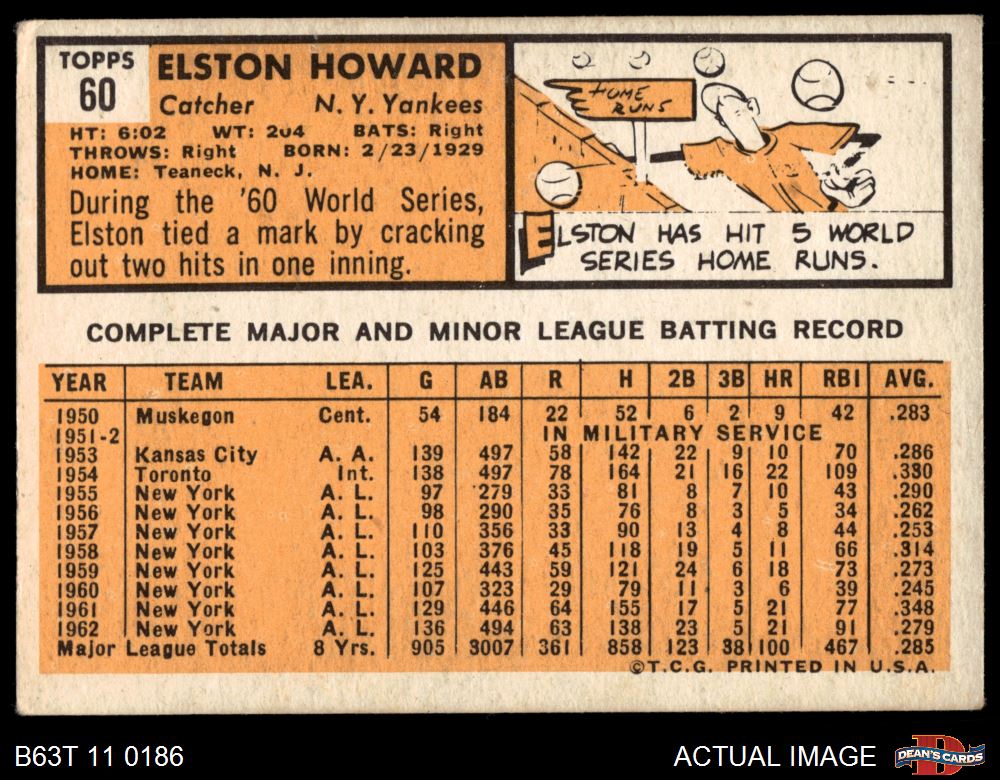 TOPPS
60
ELSTON HOWARD
Catcher N. Y. Yankees
HT: 6:02 WT: 204 BATS: Right
THROWS: Right BORN: 2/23/1929
HOME: Teaneck, N. J.
During the '60 World Series,
Elston tied a mark by cracking
out two hits in one inning.
HOME
RUNS
ELSTON HAS HIT 5 WORLD
SERIES HOME RUNS.
COMPLETE MAJOR AND MINOR LEAGUE BATTING RECORD
YEAR TEAM LEA. G AB R H 2B 3B HR RBI AVG.
1950 Muskegon Cent. 54 184 22 52 6 2 9 42 .283
1951-2 IN MILITARY SERVICE
1953 Kansas City A. A. 139 497 58 142 22 9 10 70 .286
1954 Toronto Int. 138 497 78 164 21 16 22 109 .330
1955 New York A. L. 97 279 33 81 8 7 10 43 .290
1956 New York A. L. 98 290 35 76 8 3 5 34 .262
1957 New York A. L. 110 356 33 90 13 4 8 44 .253
1958 New York A. L. 103 376 45 118 19 5 11 66 .314
1959 New York A. L. 125 443 59 121 24 6 18 73 .273
1960 New York A. L. 107 323 29 79 11 3 6 39 .245
1961 New York A. L. 129 446 64 155 17 5 21 77 .348
1962 New York A. L. 136 494 63 138 23 5 21 91 .279
Major League Totals 8 Yrs. 905 3007 361 858 123 38 100 467 .285
©T.C.G. PRINTED IN U.S.A.
B63T 11 0186
ACTUAL IMAGE
D
DEAN'S CARDS